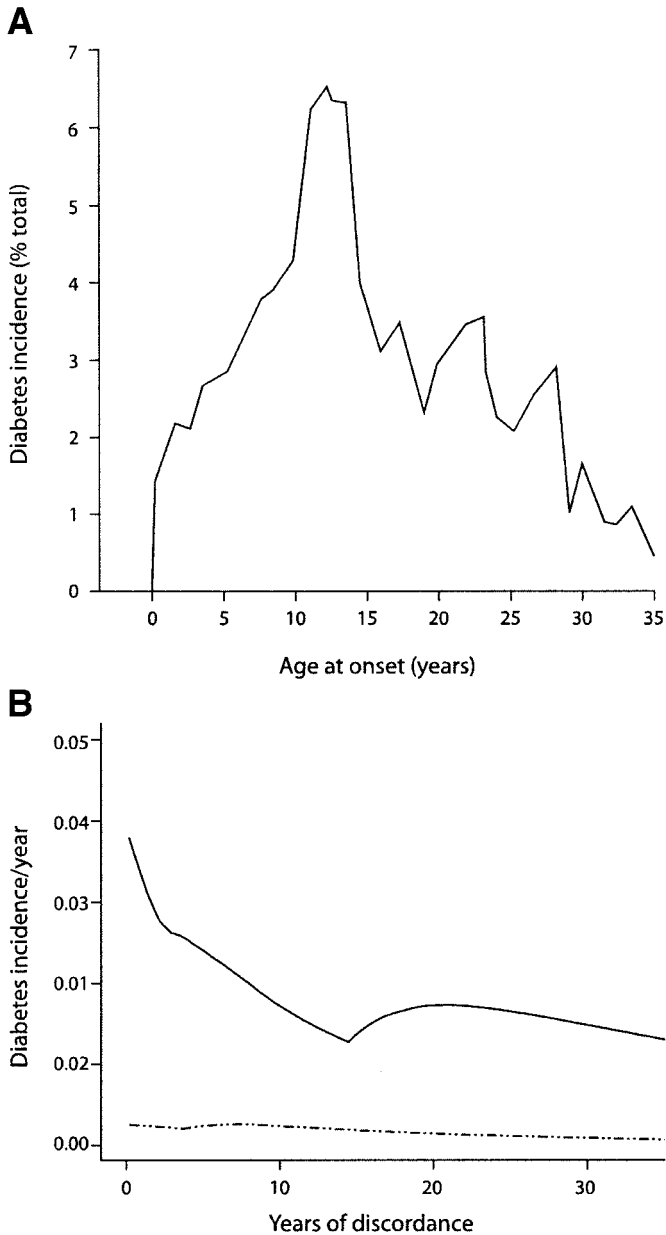 A
7
6
5
4
3
2
1
0
Diabetes incidence (% total)
0 5 10 15 20 25 30 35
Age at onset (years)
B
0.05
0.04
0.03
0.01
0.02
0.00
Diabetes incidence/year
0 10 20 30
Years of discordance